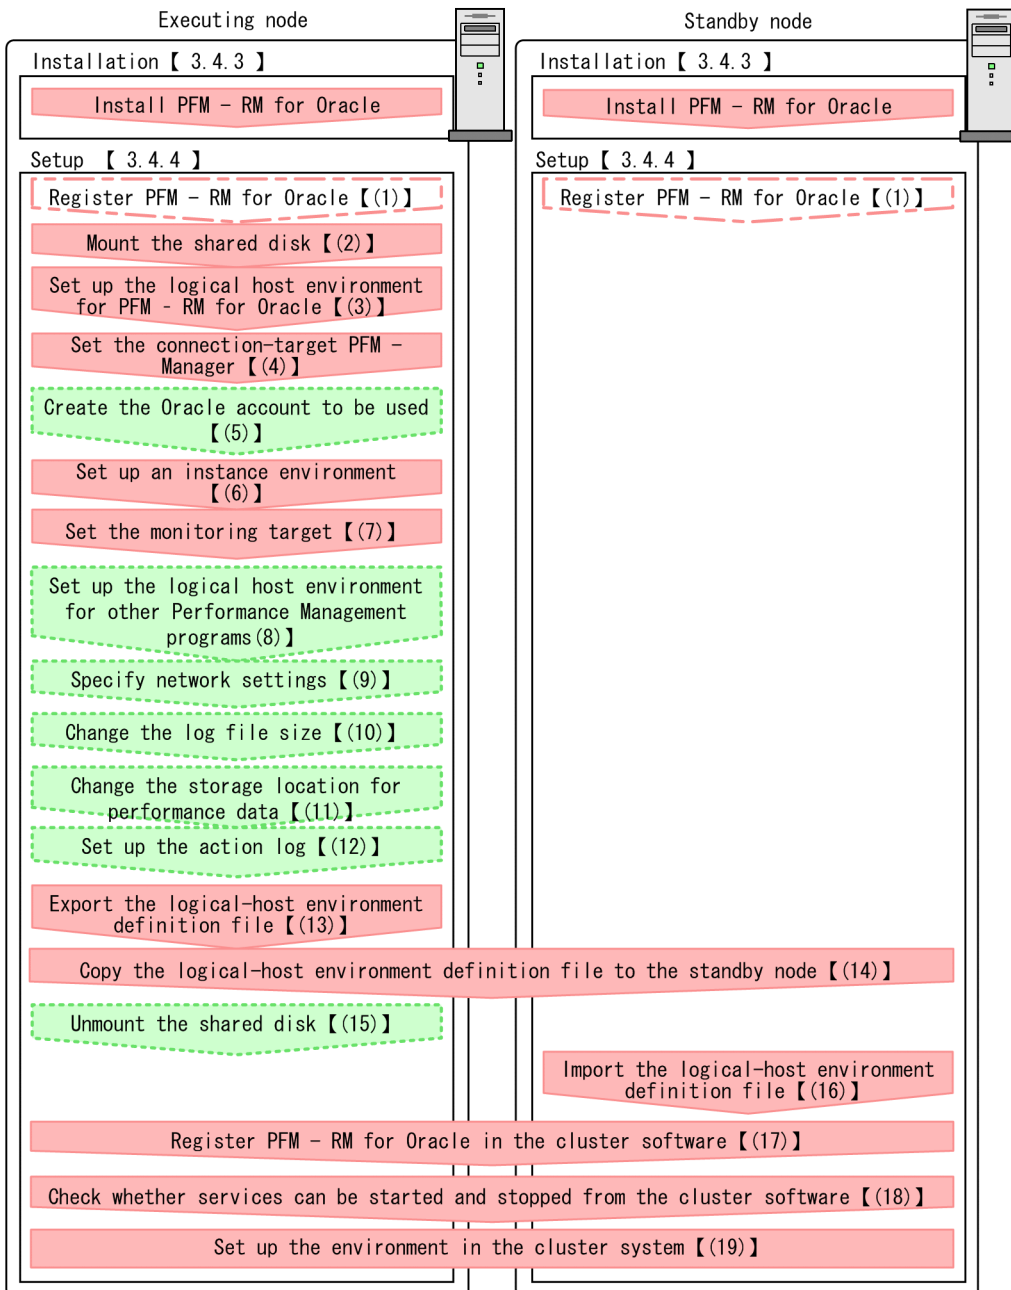 Executing node
Standby node
Installation【 3.4.3 】
Installation【 3.4.3 】
Install PFM － RM for Oracle
Install PFM － RM for Oracle
Setup 【 3.4.4 】
Setup【 3.4.4 】
Register PFM － RM for Oracle【(1)】
Register PFM － RM for Oracle【(1)】
Mount the shared disk【(2)】
Set up the logical host environment
for PFM - RM for Oracle【(3)】
Set the connection-target PFM －
Manager【(4)】
Create the Oracle account to be used
【(5)】
Set up an instance environment
【(6)】
Set the monitoring target【(7)】
Set up the logical host environment
for other Performance Management
programs(8)】
Specify network settings【(9)】
Change the log file size【(10)】
Change the storage location for
performance data【(11)】
Set up the action log【(12)】
Export the logical-host environment
definition file【(13)】
Copy the logical-host environment definition file to the standby node【(14)】
Unmount the shared disk【(15)】
Import the logical-host environment
definition file【(16)】
Register PFM － RM for Oracle in the cluster software【(17)】
Check whether services can be started and stopped from the cluster software【(18)】
Set up the environment in the cluster system【(19)】